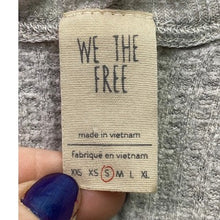 WE THE
FREE
made in vietnam
fabriqué en vietnam
XXS XS S M L XL